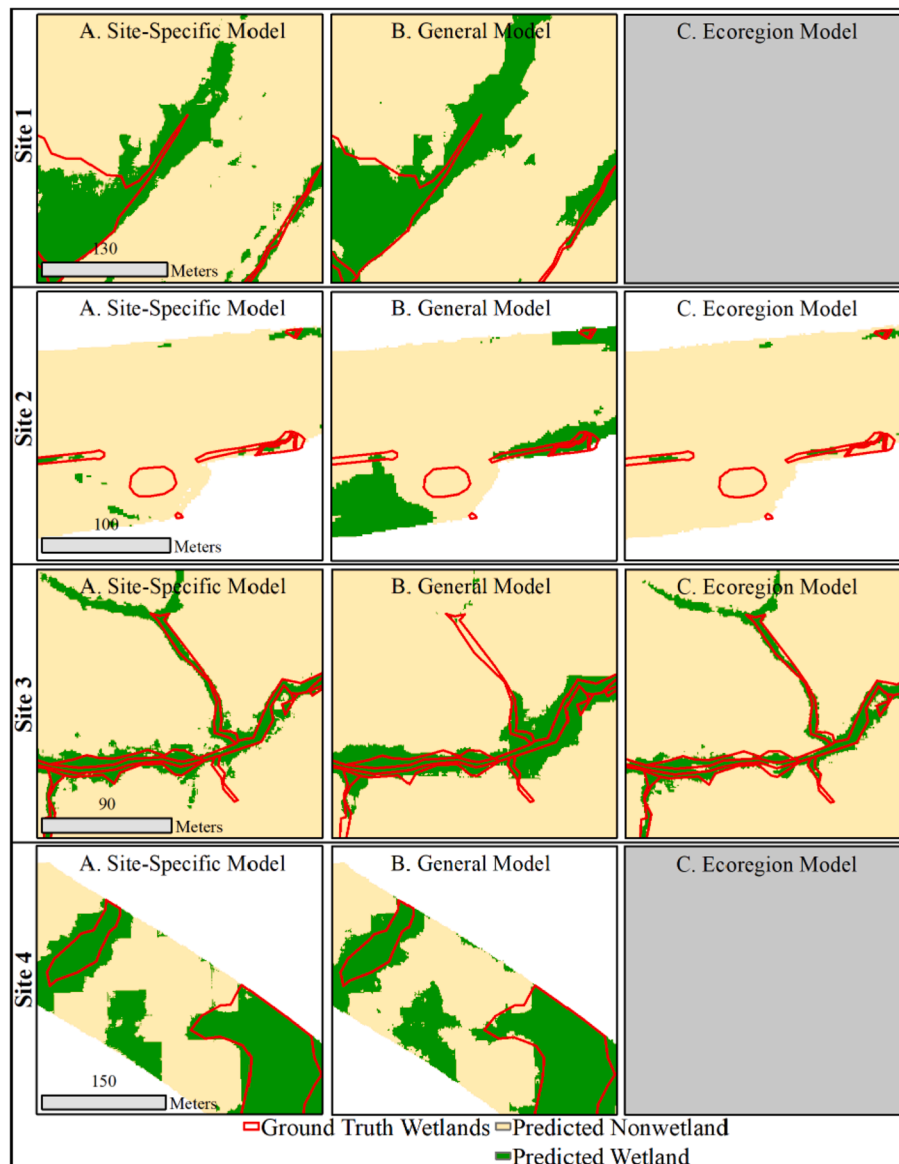 A. Site-Specific Model B. General Model C. Ecoregion Model
Site 1
130
Meters
A. Site-Specific Model B. General Model C. Ecoregion Model
Site 2
100
Meters
A. Site-Specific Model B. General Model C. Ecoregion Model
Site 3
90
Meters
A. Site-Specific Model B. General Model C. Ecoregion Model
Site 4
150
Meters
Ground Truth Wetlands Predicted Nonwetland
Predicted Wetland